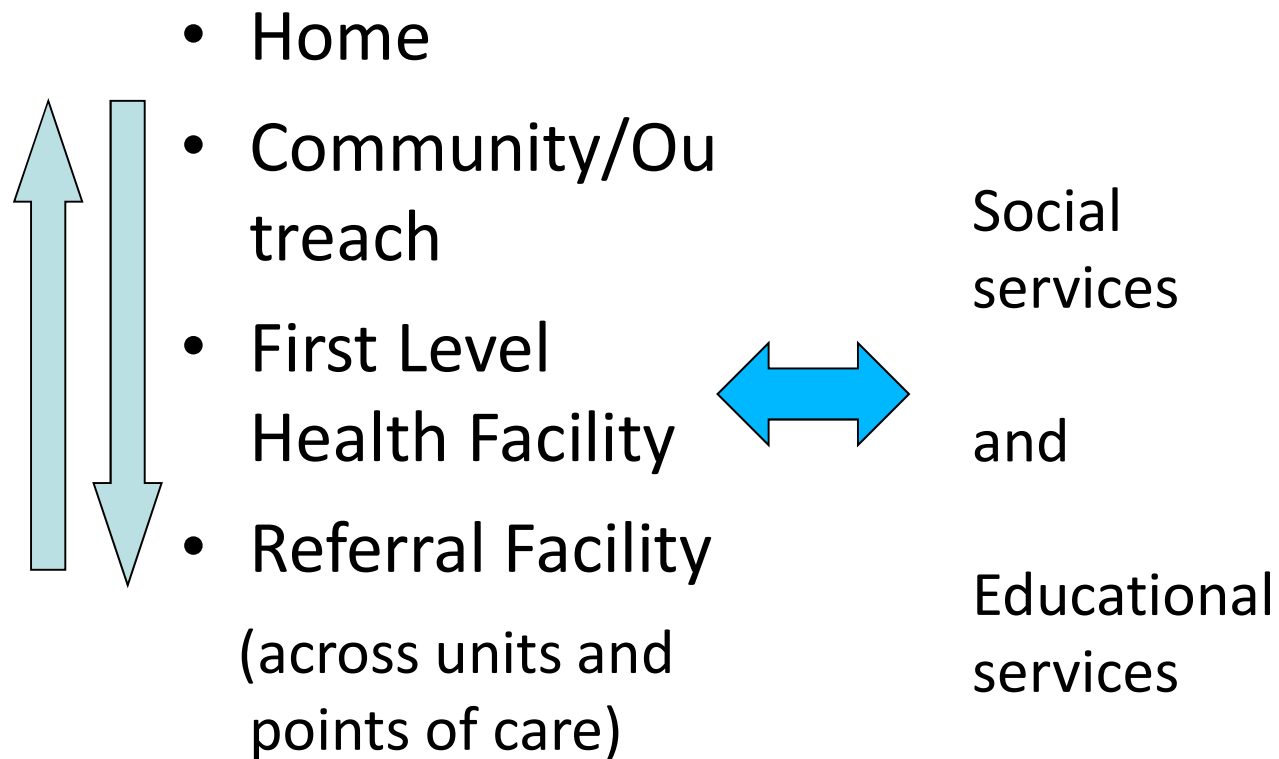 • Home
• Community/Ou
treach
• First Level
Health Facility
• Referral Facility
(across units and
points of care)
Social
services
and
Educational
services